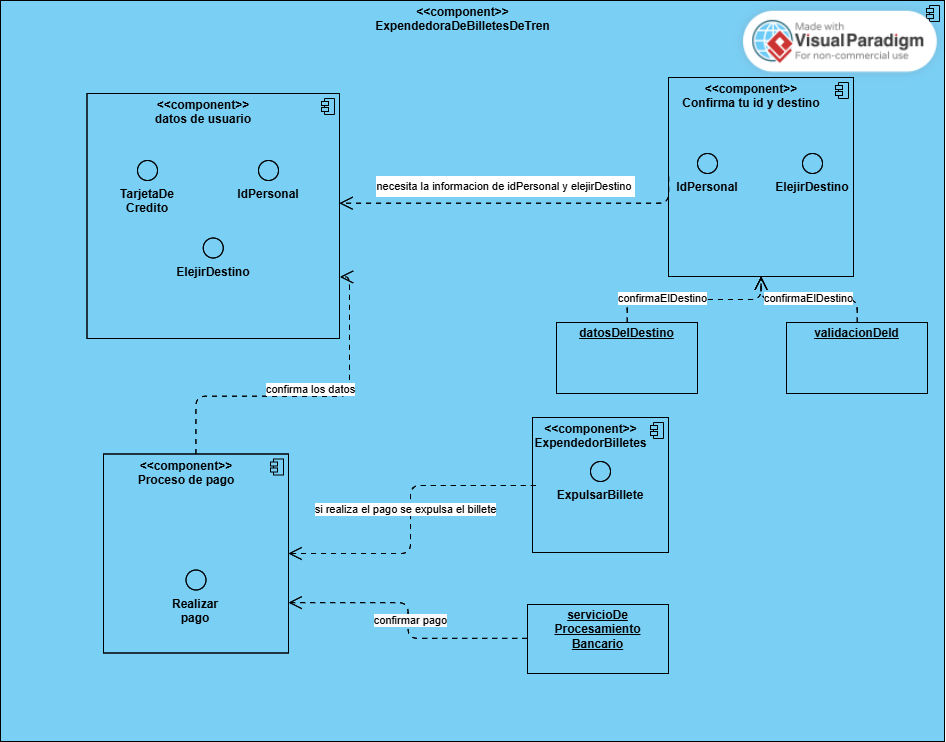 <<component>>
ExpendedoraDeBilletesDeTren
Made with
Visual Paradigm
For non-commercial use
<<component>>
datos de usuario
TarjetaDe
Credito
IdPersonal
ElejirDestino
necesita la informacion de idPersonal y elejirDestino
<<component>>
Confirma tu id y destino
IdPersonal
ElejirDestino
confirmaElDestino
confirmaElDestino
datosDelDestino
validacionDeId
confirma los datos
<<component>>
Proceso de pago
Realizar
pago
<<component>>
ExpendedorBilletes
ExpulsarBillete
si realiza el pago se expulsa el billete
confirmar pago
servicioDe
Procesamiento
Bancario